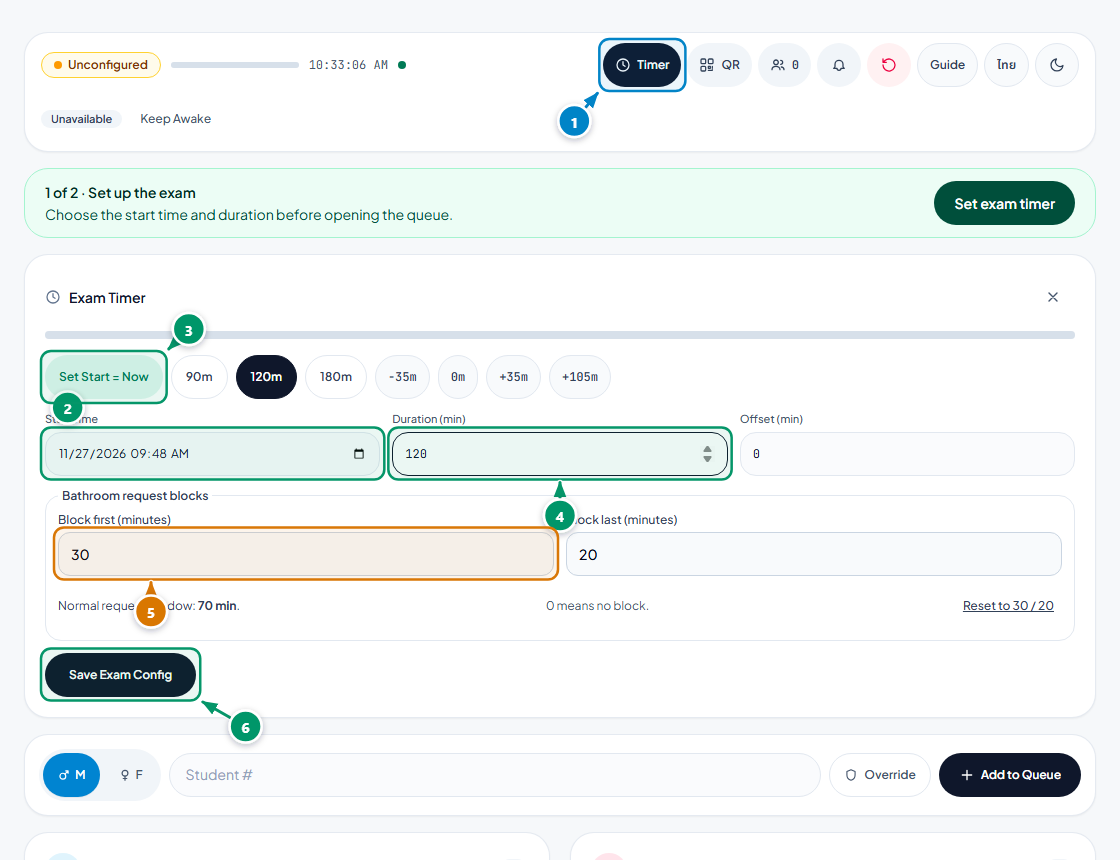 Unconfigured 10:33:06 AM Timer QR 0 Guide ไทย
1
Unavailable Keep Awake
1 of 2 · Set up the exam
Choose the start time and duration before opening the queue.
Set exam timer
Exam Timer
3
Set Start = Now 90m 120m 180m -35m 0m +35m +105m
2
Duration (min) Offset (min)
11/27/2026 09:48 AM 120 0
Bathroom request blocks
4
Block first (minutes) last (minutes)
30 20
5
Normal 70 min. 0 means no block. Reset to 30 / 20
Save Exam Config
6
M F Student # Override Add to Queue